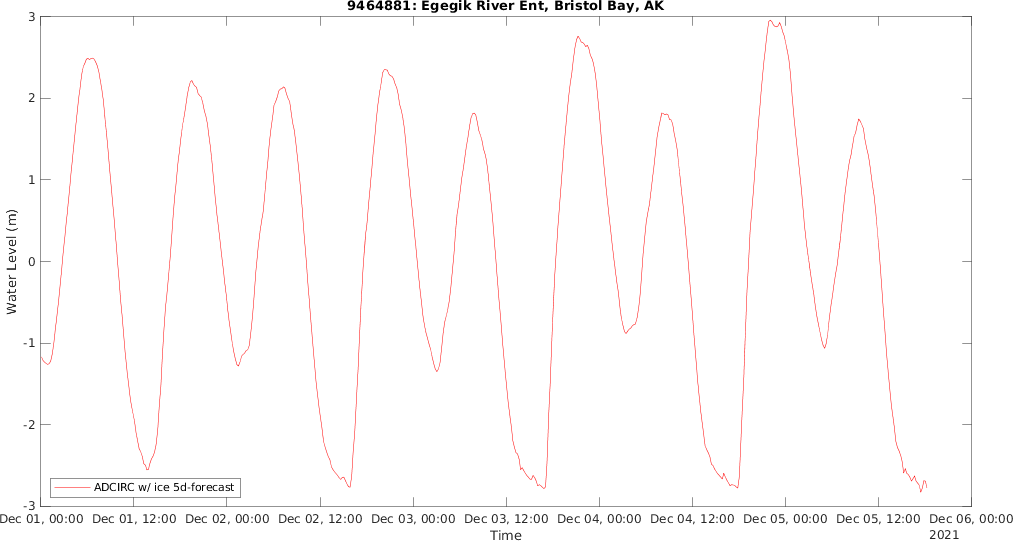 9464881: Egegik River Ent, Bristol Bay, AK
3
2
1
0
-1
-2
-3
Water Level (m)
ADCIRC w/ ice 5d-forecast
Dec 01, 00:00 Dec 01, 12:00 Dec 02, 00:00 Dec 02, 12:00 Dec 03, 00:00 Dec 03, 12:00 Dec 04, 00:00 Dec 04, 12:00 Dec 05, 00:00 Dec 05, 12:00 Dec 06, 00:00
Time
2021